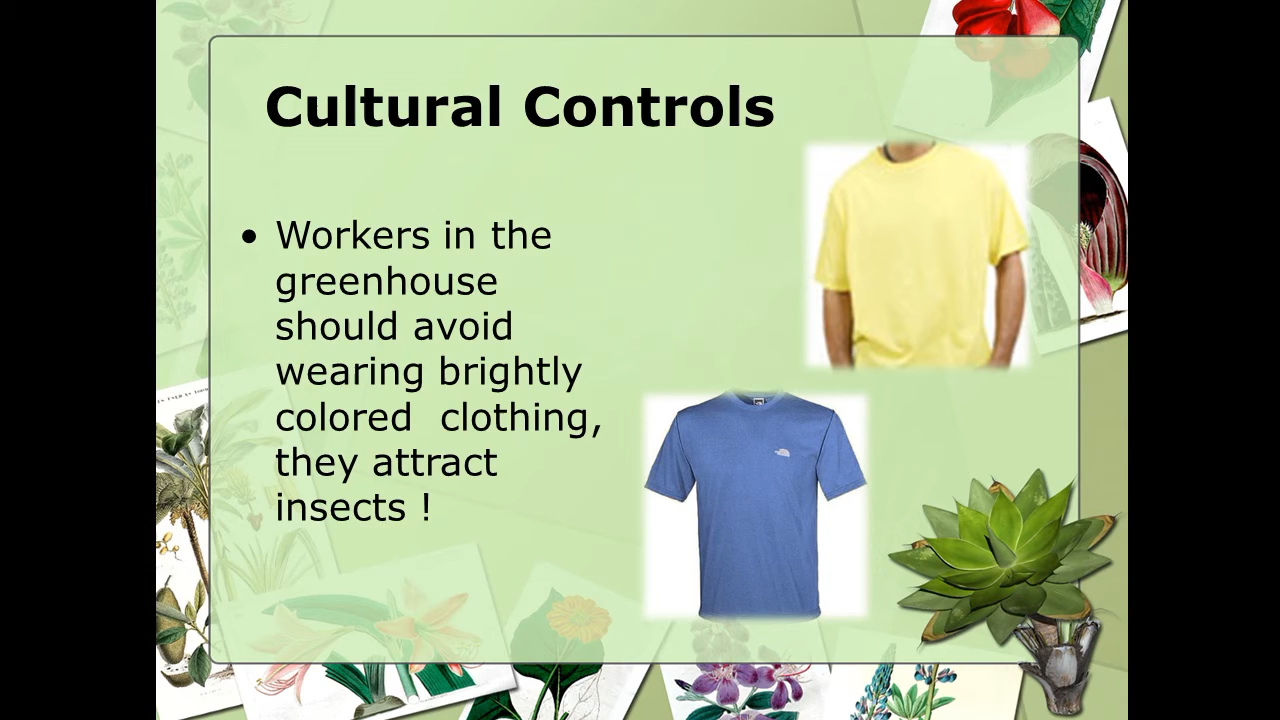 Cultural Controls
• Workers in the
greenhouse
should avoid
wearing brightly
colored  clothing,
they attract
insects !